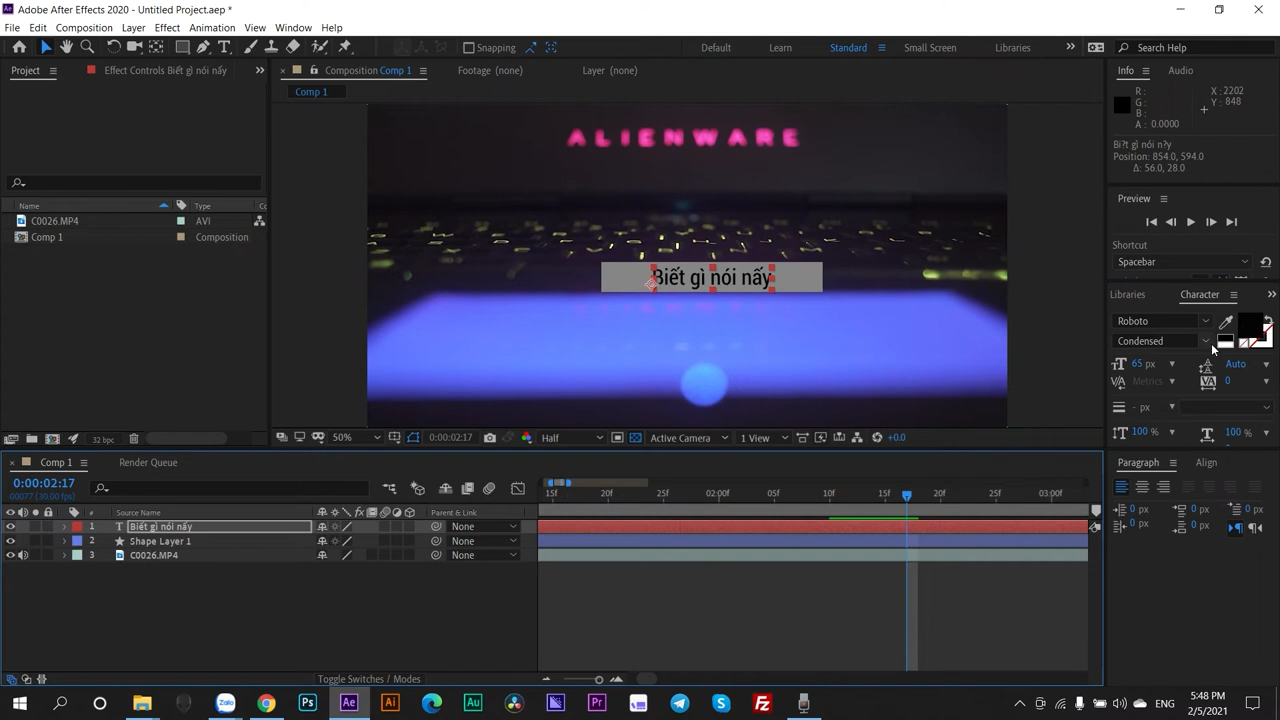 Adobe After Effects 2020 - Untitled Project.aep *
File Edit Composition Layer Effect Animation View Window Help
Snapping Default Learn Standard Small Screen Libraries Search Help
Project Effect Controls Biết gì nói nấy Composition Comp 1 Footage (none) Layer (none) Info Audio
Comp 1
R: X: 2202
G: Y: 848
B:
A: 0.0000
ALIENWARE
Bi?t gì nói n?y
Position: 854.0, 594.0
Δ: 56.0, 28.0
Preview
Name Type Co
C0026.MP4 AVI
Comp 1 Composition
Shortcut
Spacebar
Biết gì nói nấy
Libraries Character
Roboto
Condensed
65 px Auto
Metrics 0
- px
100 % 100 %
32 bpc 50% 0:00:02:17 Half Active Camera 1 View +0.0
Comp 1 Render Queue
Paragraph Align
0:00:02:17
00077 (30.00 fps)
15f 20f 25f 02:00f 05f 10f 15f 20f 25f 03:00f
# Source Name Parent & Link
1 T Biết gì nói nấy None
2 Shape Layer 1 None
3 C0026.MP4 None
0 px 0 px 0 px
0 px 0 px
Toggle Switches / Modes
Ps Ae Ai Au Pr
Zalo
ENG
5:48 PM
2/5/2021